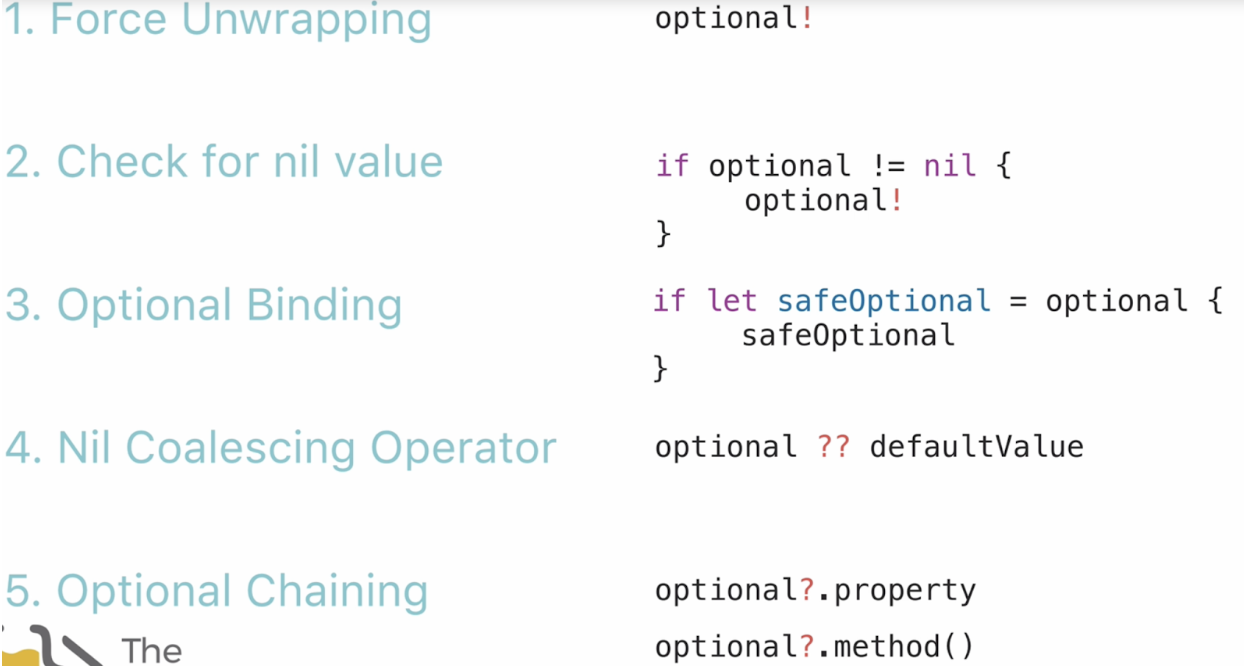 1. Force Unwrapping
optional!
2. Check for nil value
if optional != nil {
optional!
}
3. Optional Binding
if let safeOptional = optional {
safeOptional
}
4. Nil Coalescing Operator
optional ?? defaultValue
5. Optional Chaining
optional?.property
optional?.method()
The